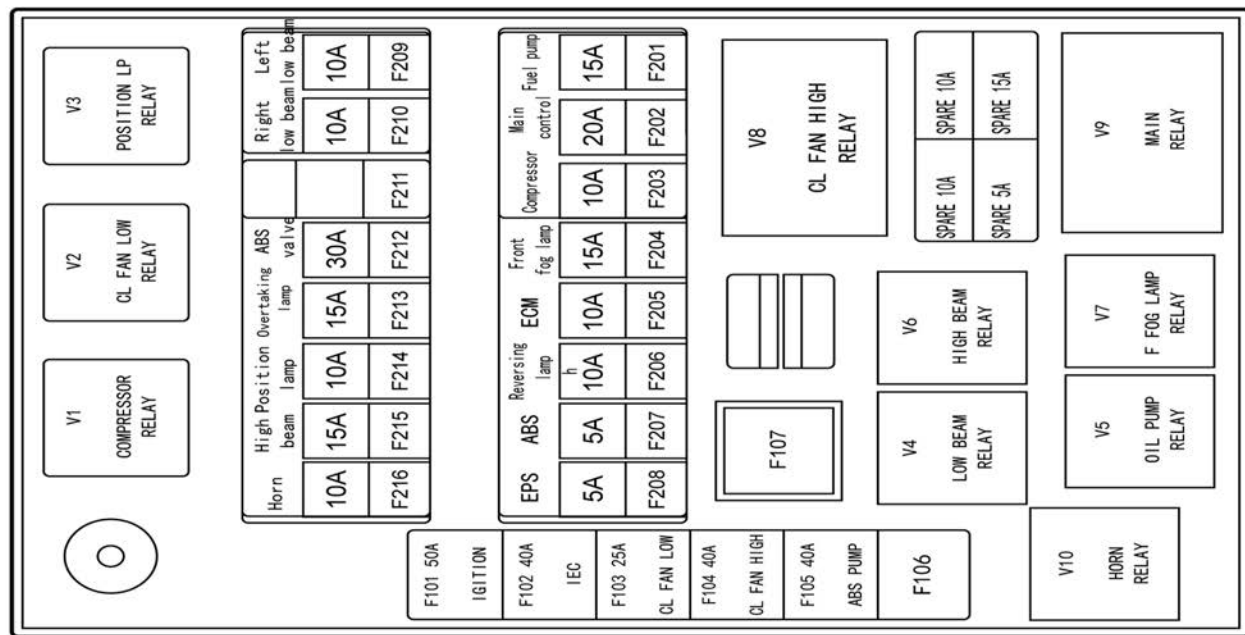 V3
POSITION LP
RELAY
V2
CL FAN LOW
RELAY
V1
COMPRESSOR
RELAY
Left
low beam
10A
F209
Right
low beam
10A
F210
F211
ABS
valve
30A
F212
Overtaking
lamp
15A
F213
Position
lamp
10A
F214
High
beam
15A
F215
Horn
10A
F216
Fuel pump
15A
F201
Main
control
20A
F202
Compressor
10A
F203
Front
fog lamp
15A
F204
ECM
10A
F205
Reversing
lamp
h
10A
F206
ABS
5A
F207
EPS
5A
F208
F101 50A
IGITION
F102 40A
IEC
F103 25A
CL FAN LOW
F104 40A
CL FAN HIGH
F105 40A
ABS PUMP
F106
V8
CL FAN HIGH
RELAY
F107
SPARE 10A
SPARE 15A
SPARE 10A
SPARE 5A
V6
HIGH BEAM
RELAY
V4
LOW BEAM
RELAY
V9
MAIN
RELAY
V7
F FOG LAMP
RELAY
V5
OIL PUMP
RELAY
V10
HORN
RELAY